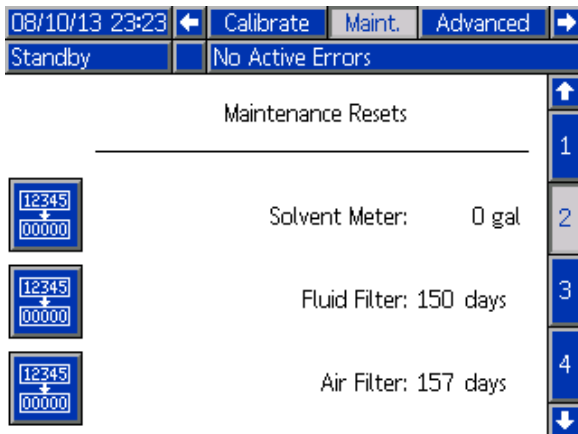 08/10/13 23:23 Calibrate Maint. Advanced
Standby No Active Errors
Maintenance Resets
1
12345
00000
Solvent Meter: 0 gal
2
12345
00000
Fluid Filter: 150 days
3
12345
00000
Air Filter: 157 days
4